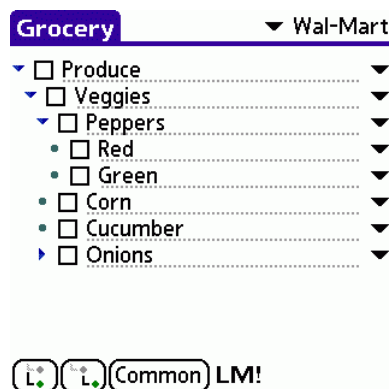 Grocery Wal-Mart
Produce
Veggies
Peppers
Red
Green
Corn
Cucumber
Onions
L L Common LM!